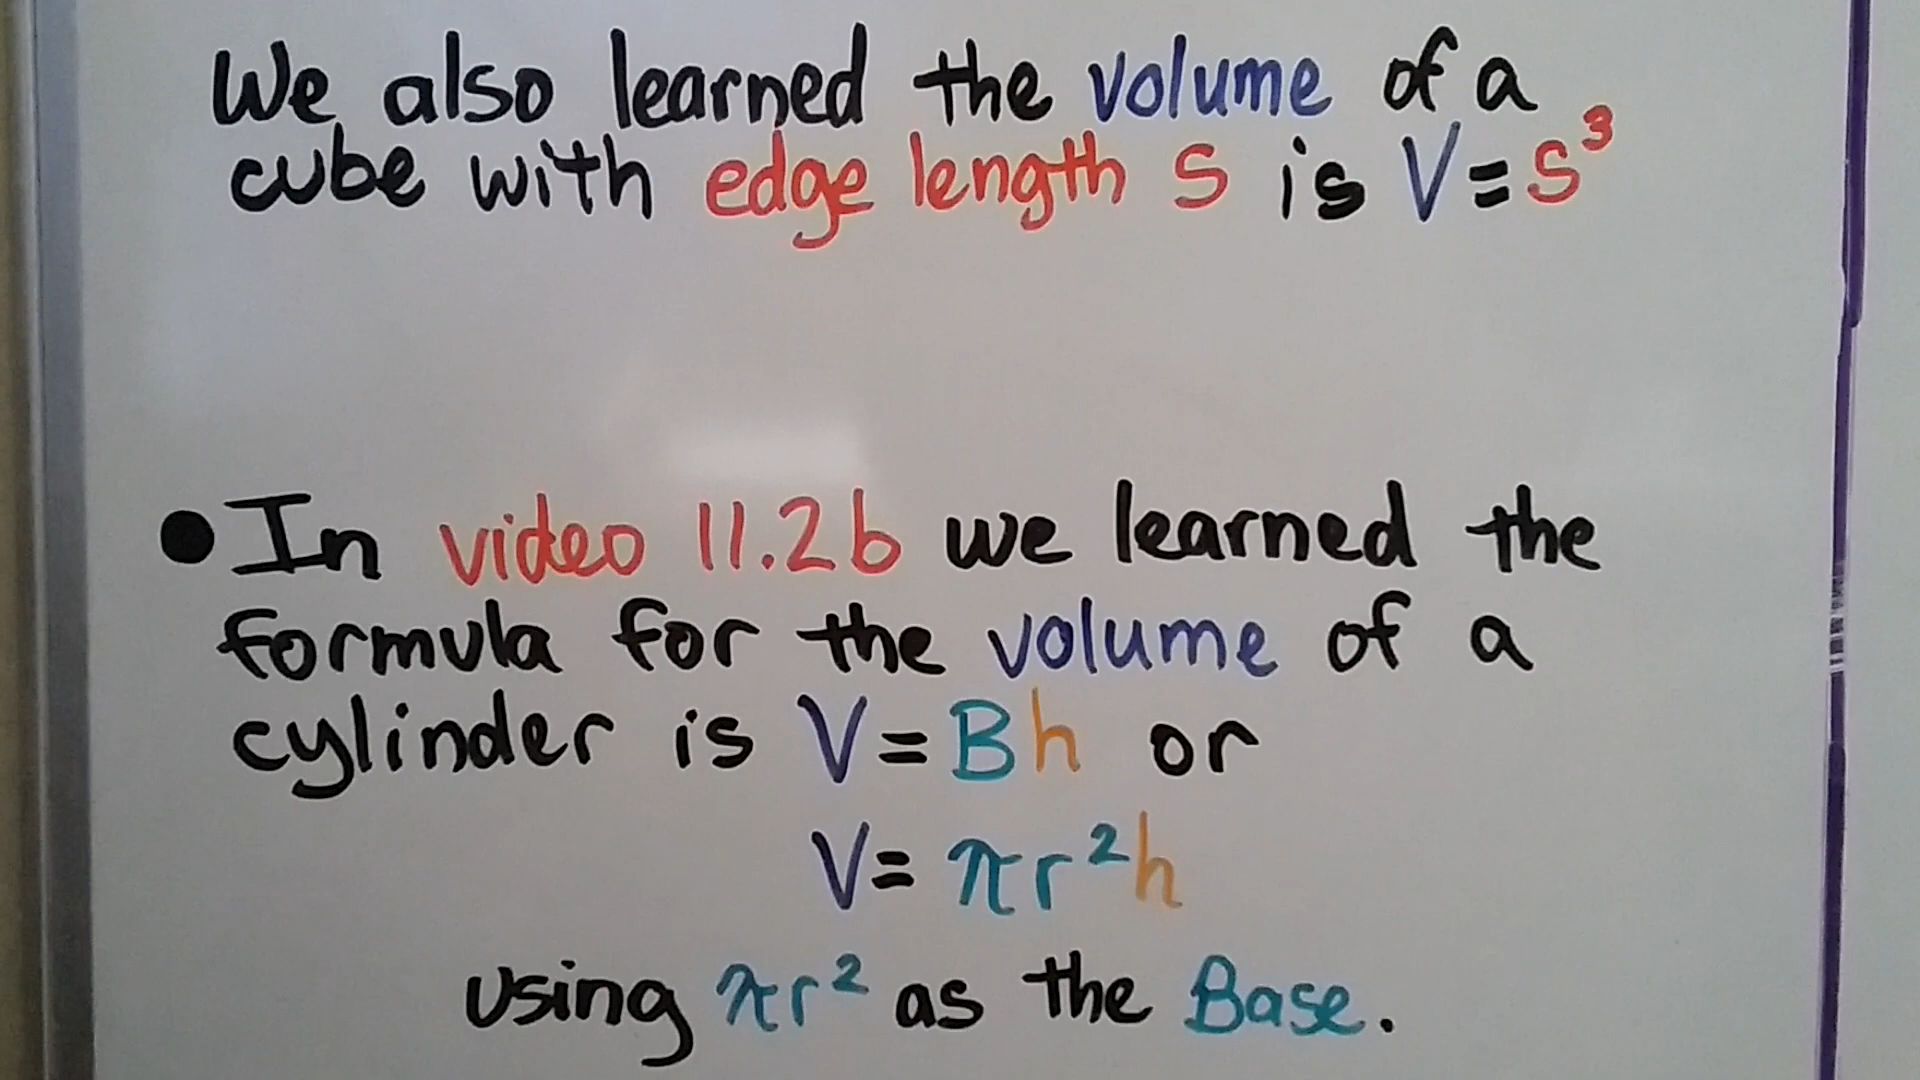 We also learned the volume of a
cube with edge length s is V=s³
• In video 11.2b we learned the
formula for the volume of a
cylinder is V=Bh or
V=πr²h
using πr² as the Base.